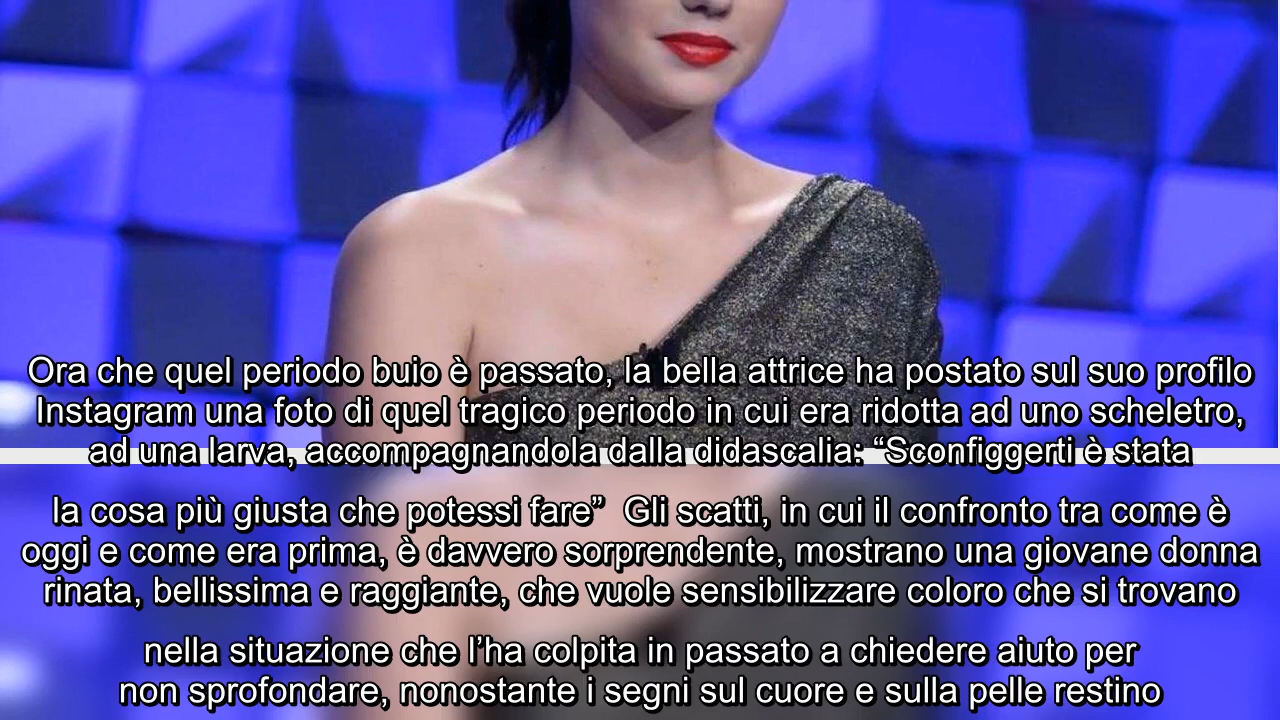 Ora che quel periodo buio è passato, la bella attrice ha postato sul suo profilo
Instagram una foto di quel tragico periodo in cui era ridotta ad uno scheletro,
ad una larva, accompagnandola dalla didascalia: “Sconfiggerti è stata
la cosa più giusta che potessi fare”  Gli scatti, in cui il confronto tra come è
oggi e come era prima, è davvero sorprendente, mostrano una giovane donna
rinata, bellissima e raggiante, che vuole sensibilizzare coloro che si trovano
nella situazione che l’ha colpita in passato a chiedere aiuto per
non sprofondare, nonostante i segni sul cuore e sulla pelle restino